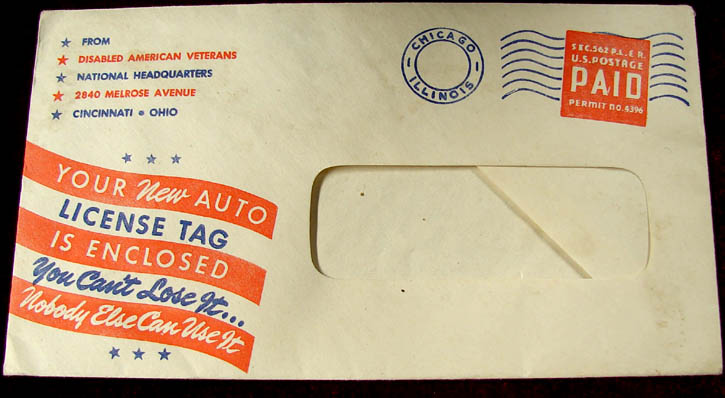 FROM
DISABLED AMERICAN VETERANS
NATIONAL HEADQUARTERS
2840 MELROSE AVENUE
CINCINNATI • OHIO
CHICAGO
ILLINOIS
SEC. 562 P. L. E R.
U.S. POSTAGE
PAID
PERMIT NO. 4396
YOUR New AUTO
LICENSE TAG
IS ENCLOSED
You Can't Lose It...
Nobody Else Can Use It